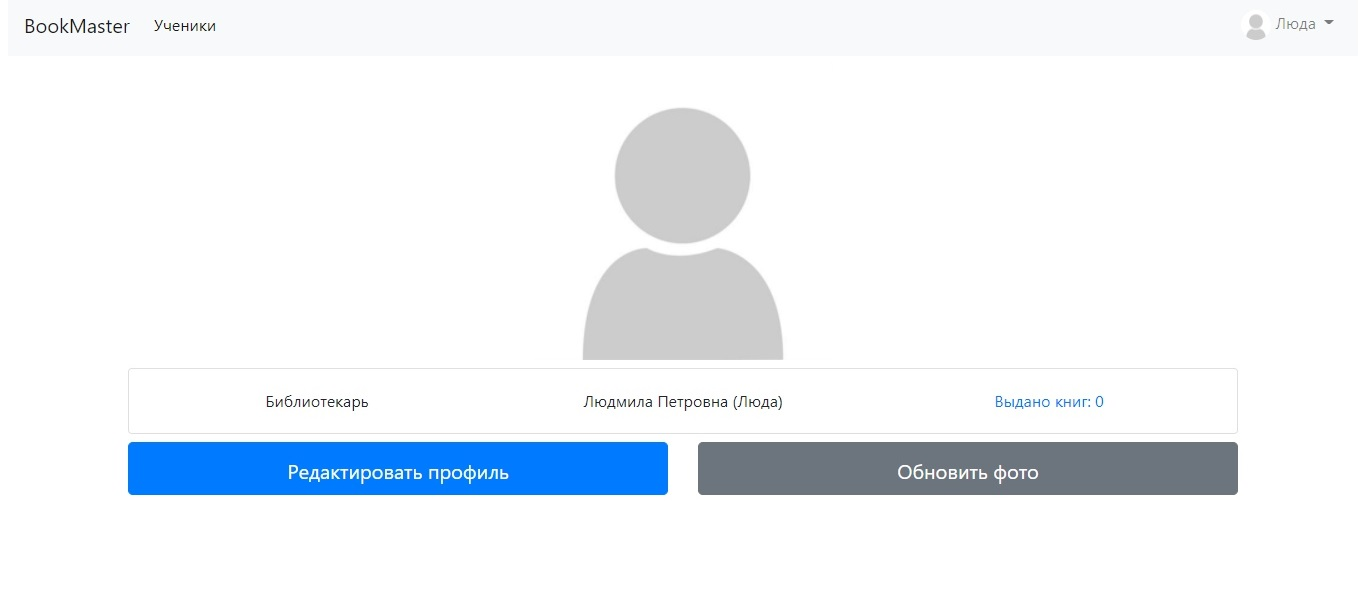 BookMaster Ученики Люда
Библиотекарь Людмила Петровна (Люда) Выдано книг: 0
Редактировать профиль Обновить фото